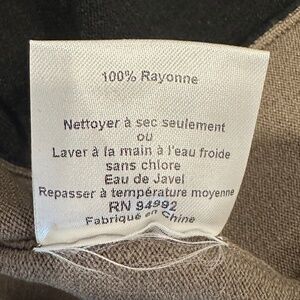 100% Rayonne
Nettoyer à sec seulement
ou
Laver à la main à l'eau froide
sans chlore
Eau de Javel
Repasser à température moyenne
RN 94992
Fabriqué en Chine